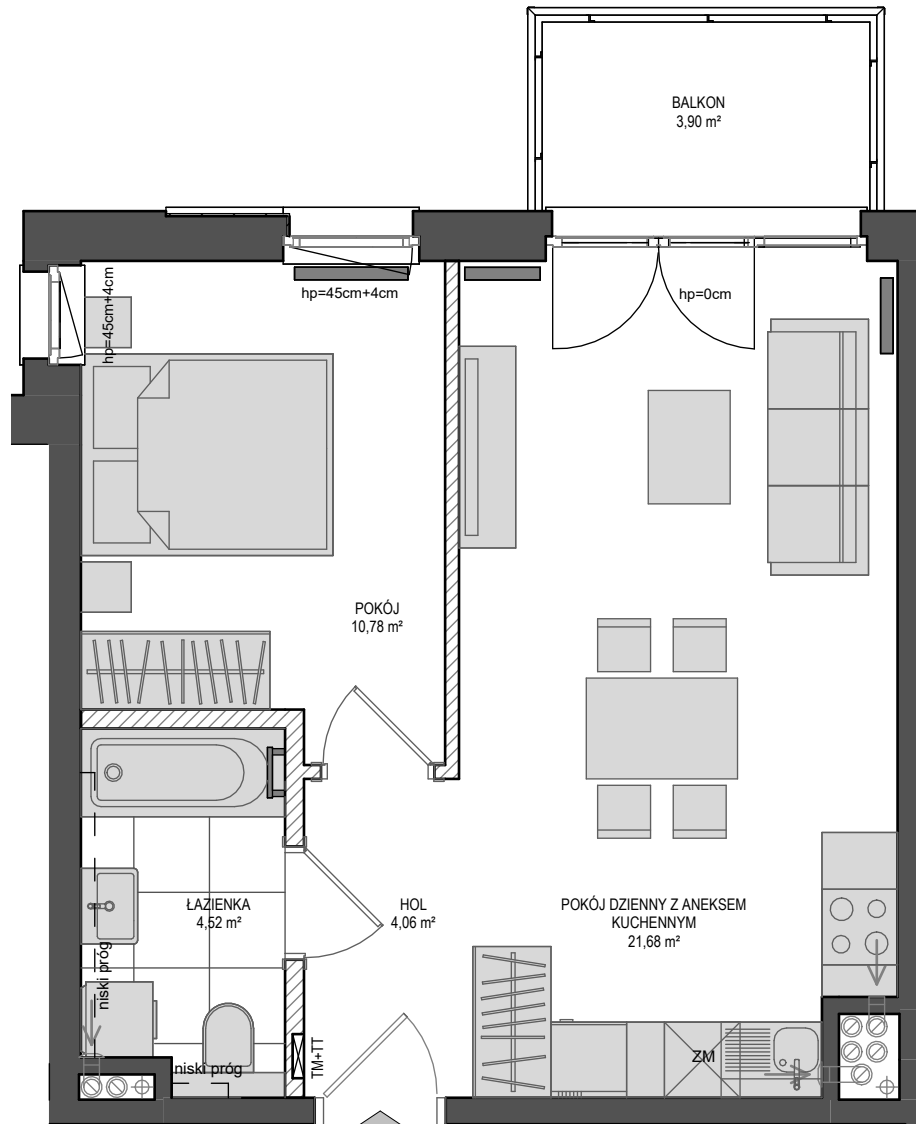 BALKON
3,90 m²
hp=45cm+4cm
hp=0cm
hp=45cm+4cm
POKÓJ
10,78 m²
ŁAZIENKA
4,52 m²
HOL
4,06 m²
POKÓJ DZIENNY Z ANEKSEM
KUCHENNYM
21,68 m²
niski próg
niski próg
TM+TT
ZM